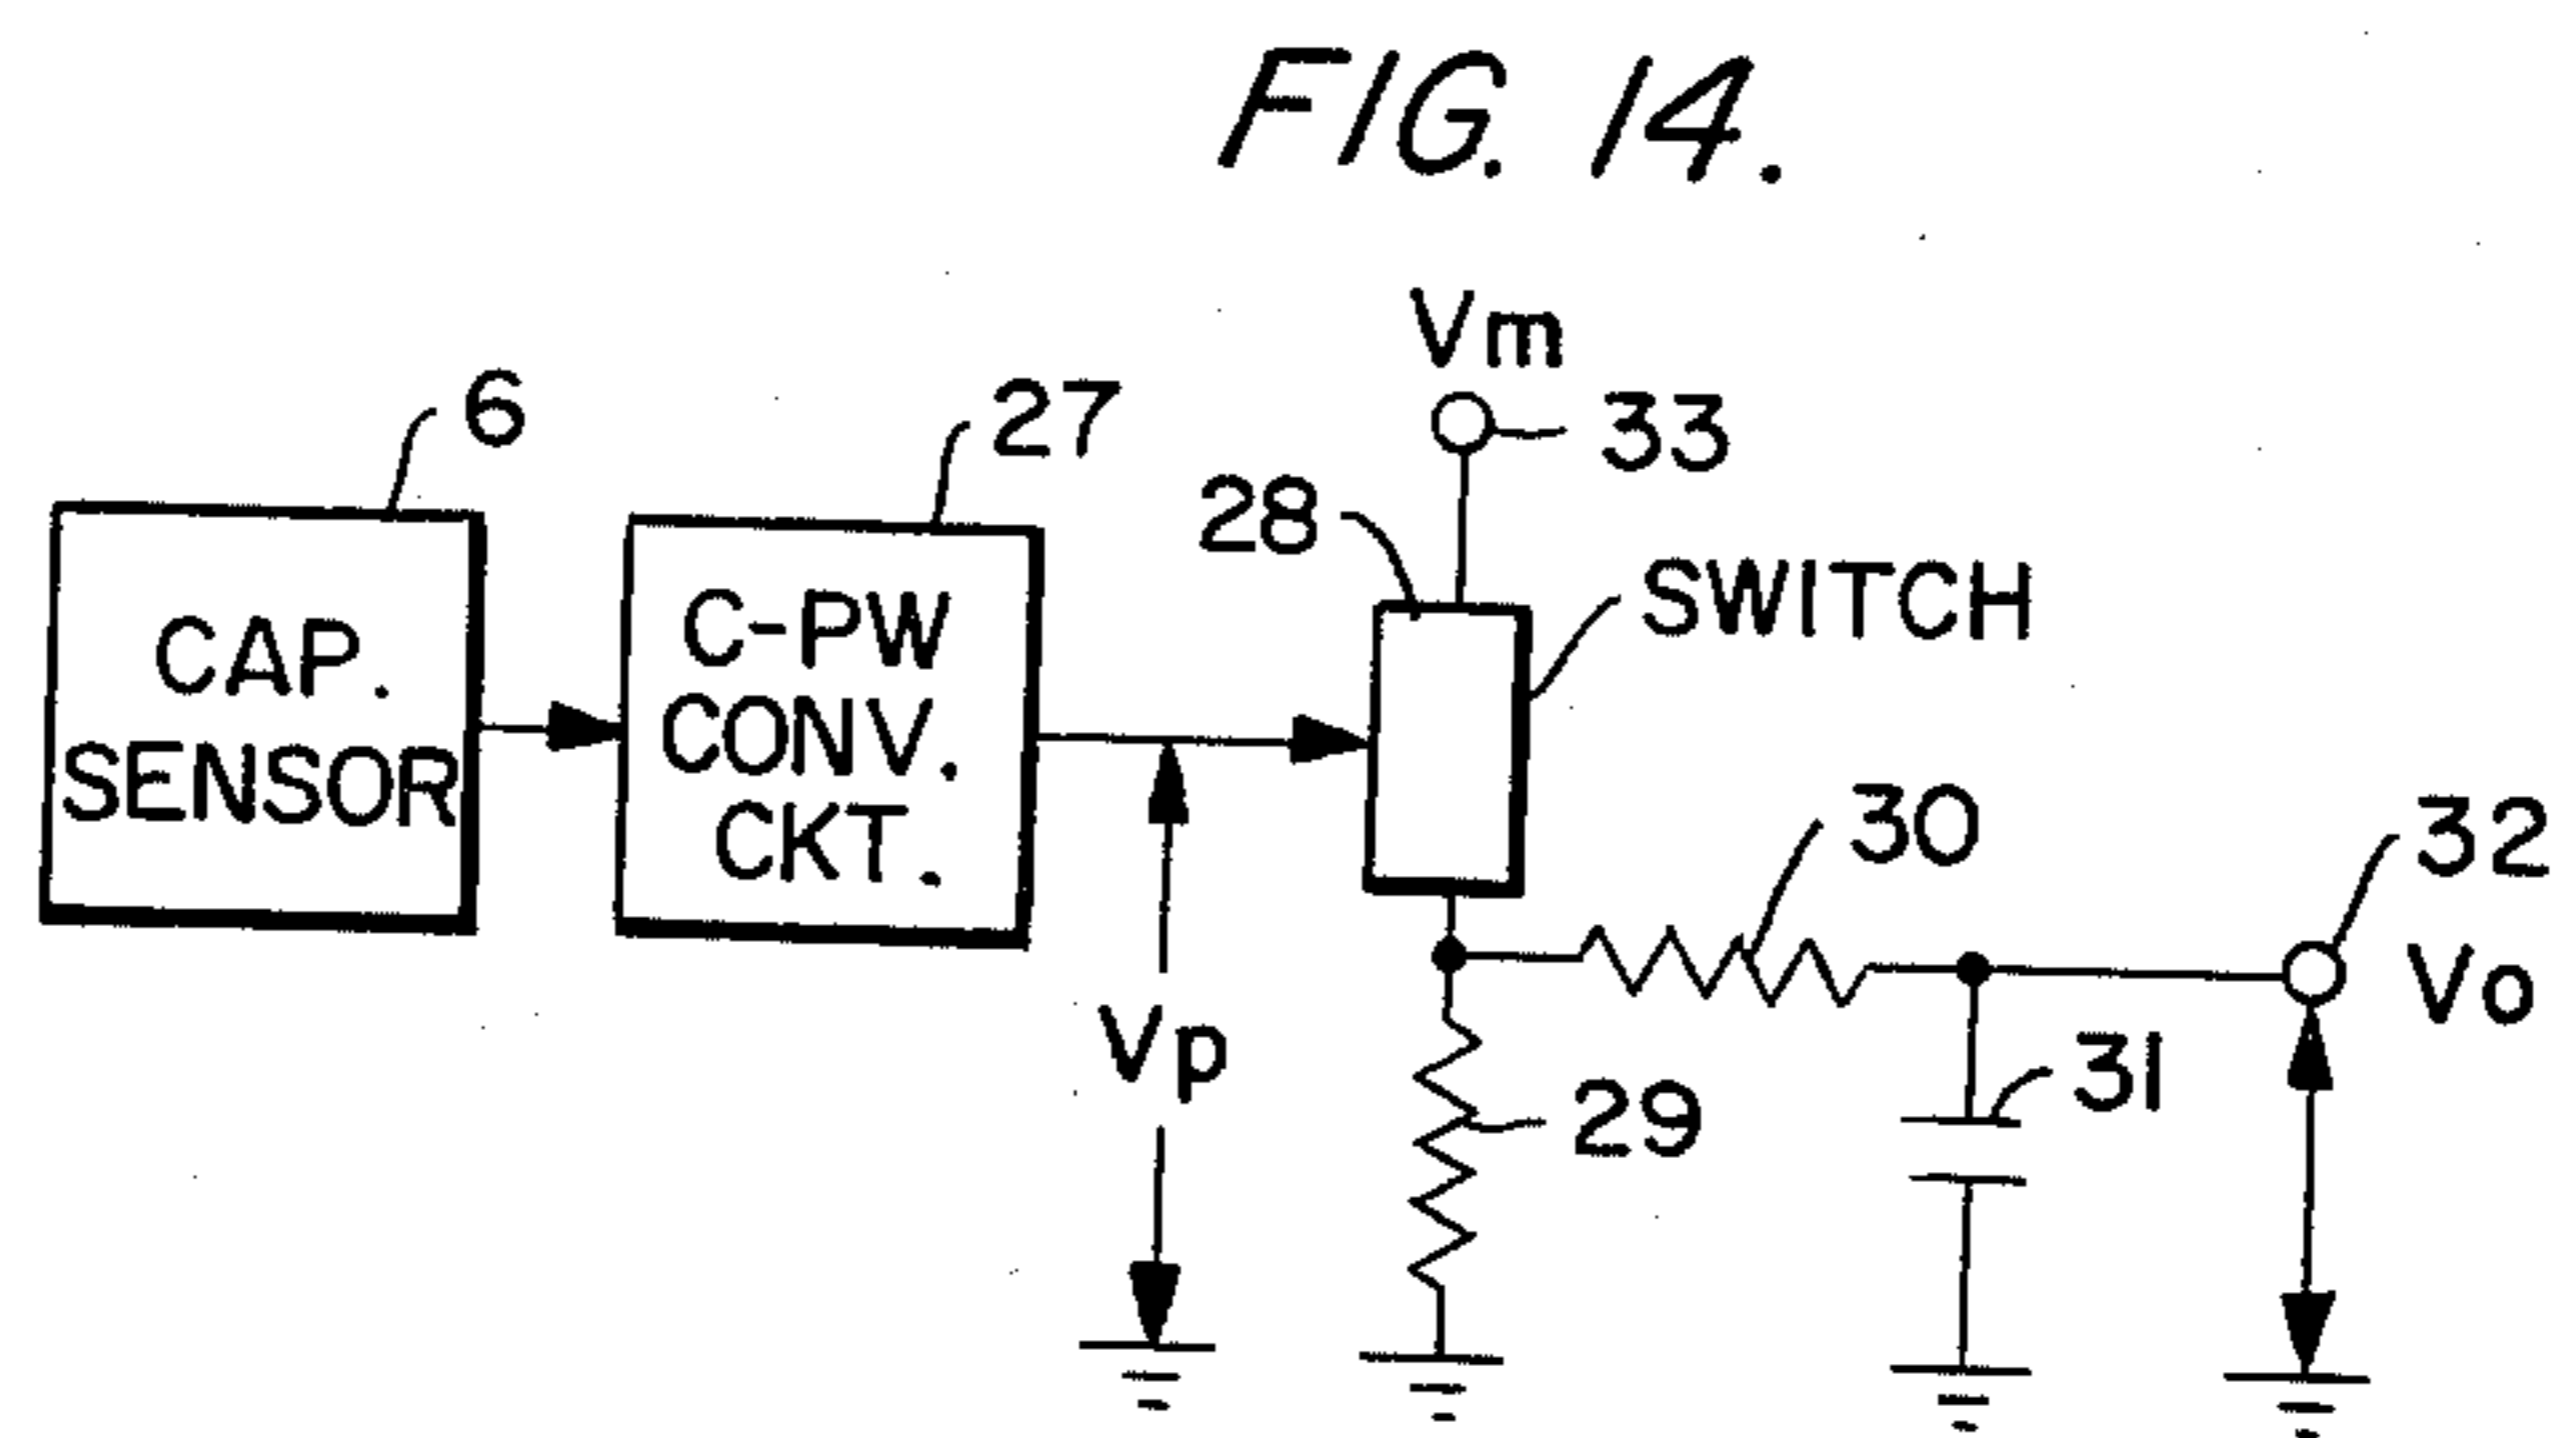 FIG. 14.
Vm
6
27
33
28
SWITCH
CAP.
SENSOR
C-PW
CONV.
CKT.
30
32
Vo
Vp
29
31